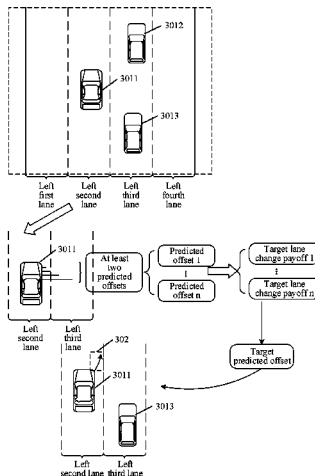 3012
3011
3013
Left first lane
Left second lane
Left third lane
Left fourth lane
3011
At least two predicted offsets
Predicted offset 1
⋮
Predicted offset n
Target lane change payoff 1
⋮
Target lane change payoff n
Left second lane
Left third lane
Target predicted offset
302
3011
3013
Left second lane
Left third lane